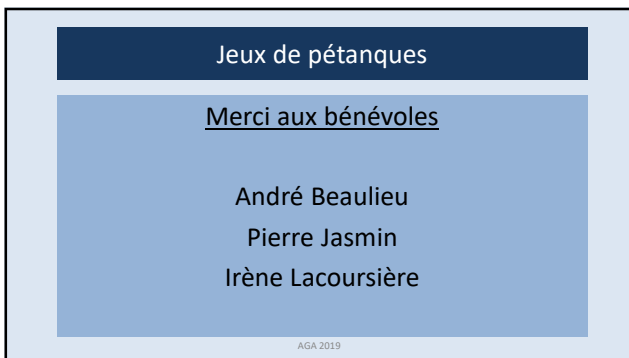 Jeux de pétanques
Merci aux bénévoles
André Beaulieu
Pierre Jasmin
Irène Lacoursière
AGA 2019